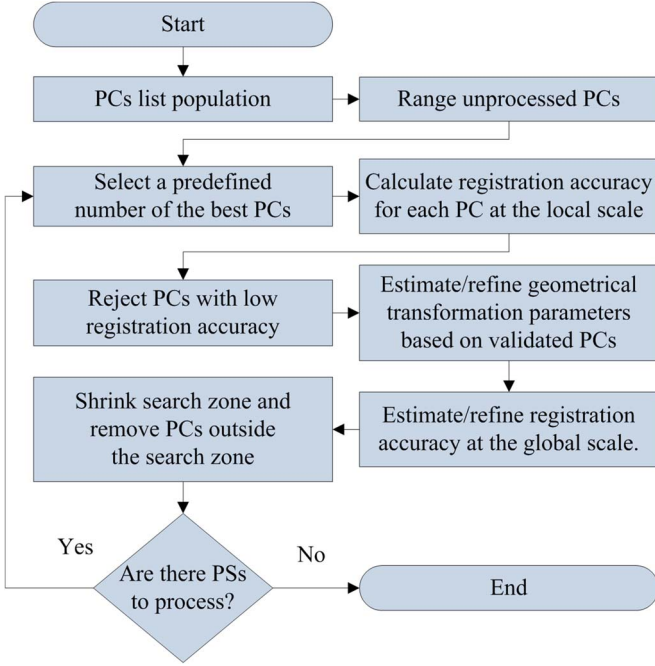 Start
PCs list population
Range unprocessed PCs
Select a predefined
number of the best PCs
Calculate registration accuracy
for each PC at the local scale
Reject PCs with low
registration accuracy
Estimate/refine geometrical
transformation parameters
based on validated PCs
Shrink search zone and
remove PCs outside
the search zone
Estimate/refine registration
accuracy at the global scale.
Yes
No
Are there PSs
to process?
End